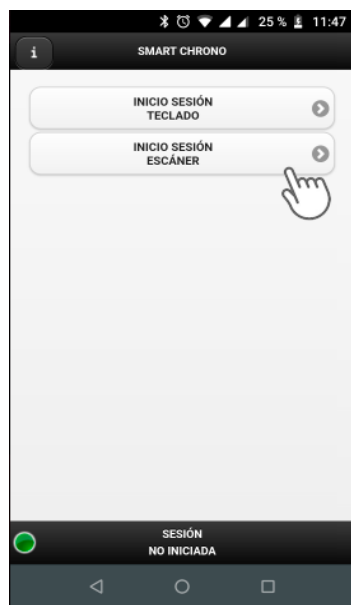 25 % 11:47
i SMART CHRONO
INICIO SESIÓN
TECLADO
INICIO SESIÓN
ESCÁNER
SESIÓN
NO INICIADA